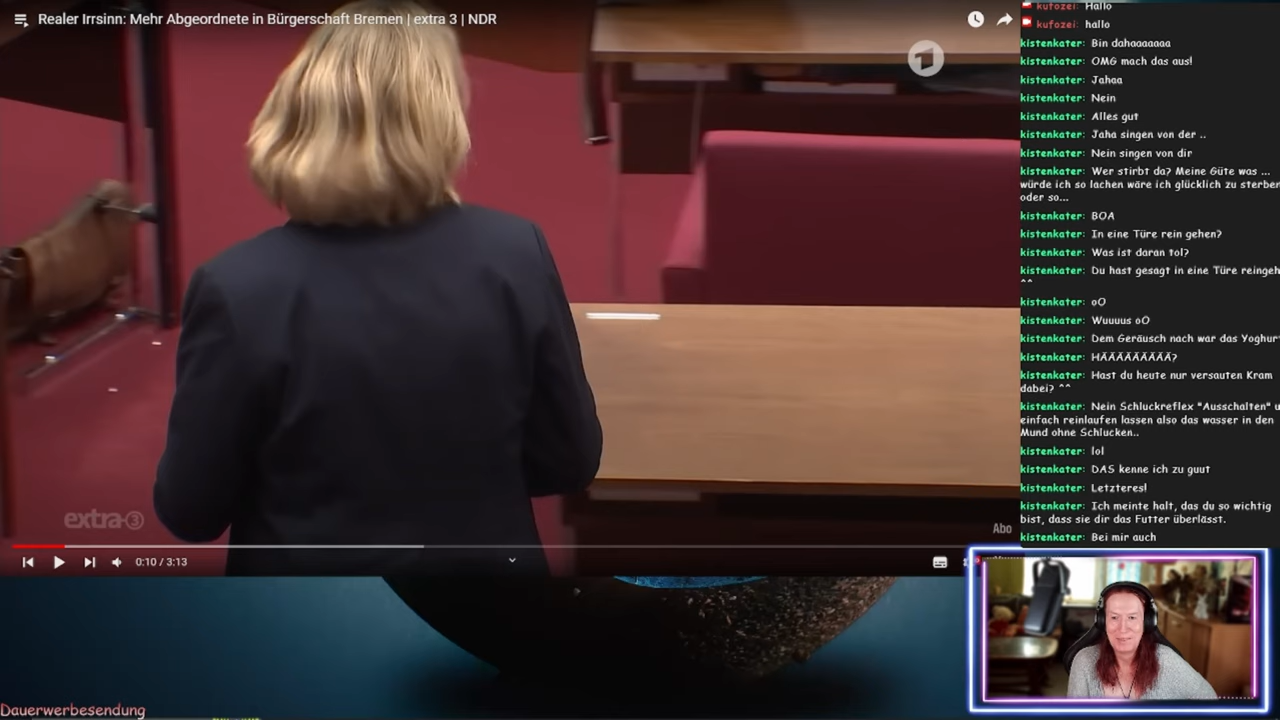 Realer Irrsinn: Mehr Abgeordnete in Bürgerschaft Bremen | extra 3 | NDR
extra 3
Abo
0:10 / 3:13
Dauerwerbesendung
kufozei: Hallo
kufozei: hallo
kistenkater: Bin dahaaaaaaa
kistenkater: OMG mach das aus!
kistenkater: Jahaa
kistenkater: Nein
kistenkater: Alles gut
kistenkater: Jaha singen von der ..
kistenkater: Nein singen von dir
kistenkater: Wer stirbt da? Meine Güte was ...
würde ich so lachen wäre ich glücklich zu sterben
oder so...
kistenkater: BOA
kistenkater: In eine Türe rein gehen?
kistenkater: Was ist daran tol?
kistenkater: Du hast gesagt in eine Türe reingeh
^^
kistenkater: oO
kistenkater: Wuuuus oO
kistenkater: Dem Geräusch nach war das Yoghur
kistenkater: HÄÄÄÄÄÄÄÄÄ?
kistenkater: Hast du heute nur versauten Kram
dabei? ^^
kistenkater: Nein Schluckreflex "Ausschalten" u
einfach reinlaufen lassen also das wasser in den
Mund ohne Schlucken..
kistenkater: lol
kistenkater: DAS kenne ich zu guut
kistenkater: Letzteres!
kistenkater: Ich meinte halt, das du so wichtig
bist, dass sie dir das Futter überlässt.
kistenkater: Bei mir auch